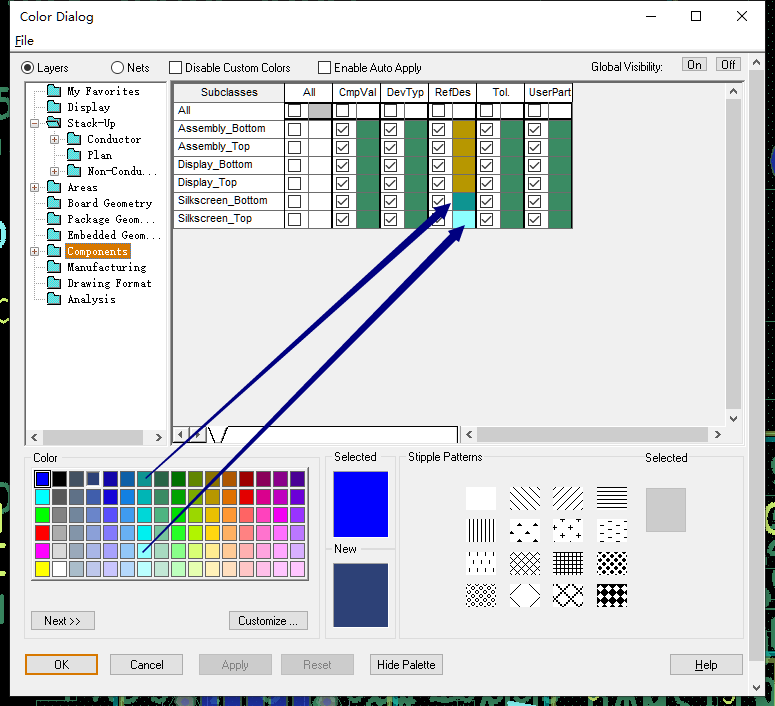 Color Dialog
File
Layers
Nets
Disable Custom Colors
Enable Auto Apply
Global Visibility:
On
Off
My Favorites
Display
Stack-Up
Conductor
Plan
Non-Condu...
Areas
Board Geometry
Package Geom...
Embedded Geom...
Components
Manufacturing
Drawing Format
Analysis
Subclasses All CmpVal DevTyp RefDes Tol. UserPart
All
Assembly_Bottom
Assembly_Top
Display_Bottom
Display_Top
Silkscreen_Bottom
Silkscreen_Top
Color
Selected
New
Stipple Patterns
Selected
Next >>
Customize ...
OK
Cancel
Apply
Reset
Hide Palette
Help